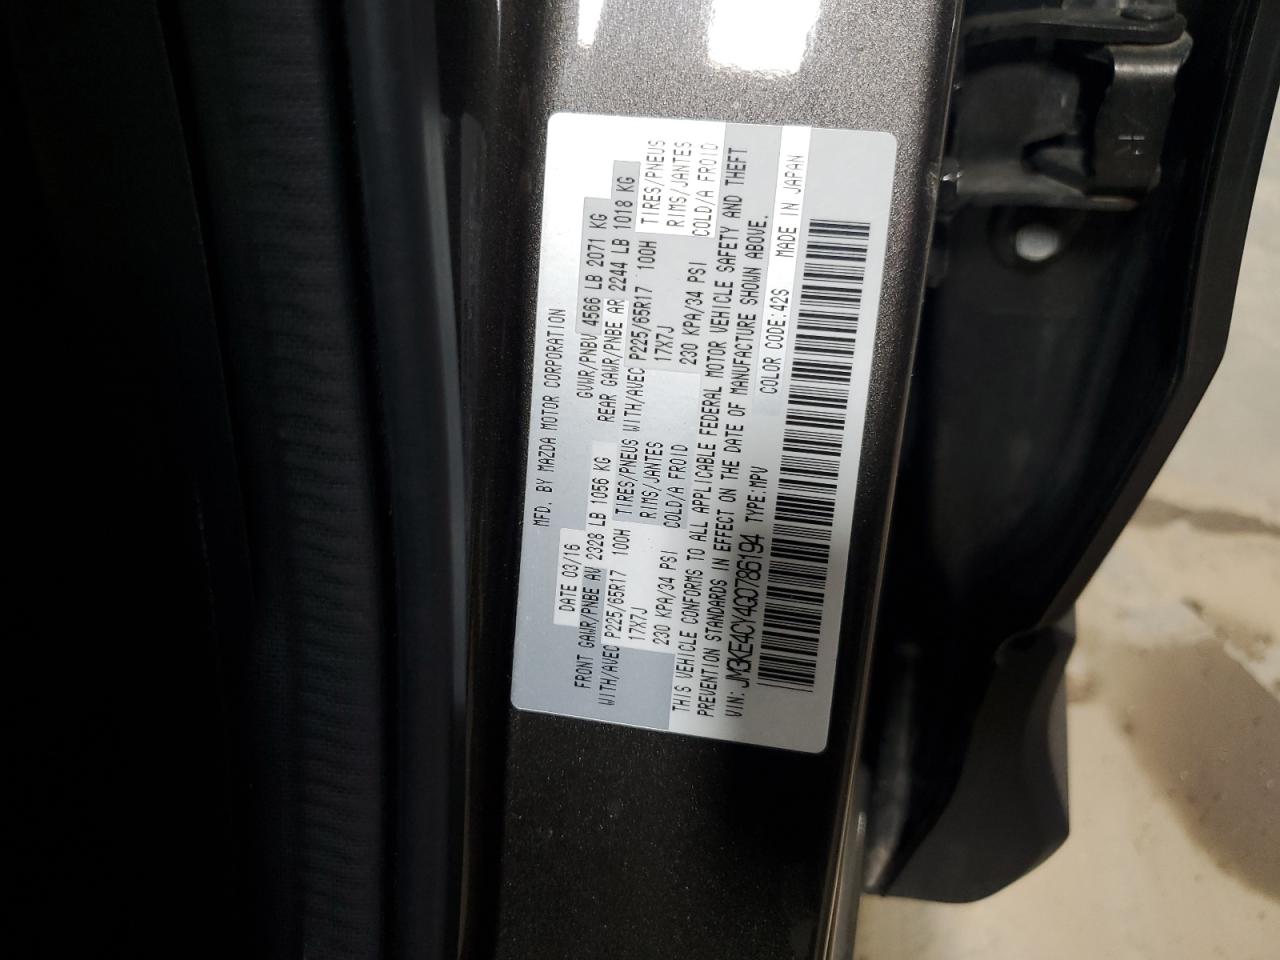 MFD. BY MAZDA MOTOR CORPORATION
DATE 03/16 GVWR/PNBV 4566 LB 2071 KG
FRONT GAWR/PNBE AV 2328 LB 1056 KG REAR GAWR/PNBE AR 2244 LB 1018 KG
WITH/AVEC P225/65R17 100H TIRES/PNEUS WITH/AVEC P225/65R17 100H TIRES/PNEUS
17X7J RIMS/JANTES 17X7J RIMS/JANTES
230 KPA/34 PSI COLD/A FROID 230 KPA/34 PSI COLD/A FROID
THIS VEHICLE CONFORMS TO ALL APPLICABLE FEDERAL MOTOR VEHICLE SAFETY AND THEFT
PREVENTION STANDARDS IN EFFECT ON THE DATE OF MANUFACTURE SHOWN ABOVE.
VIN: JM3KE4CY4G0786194 TYPE:MPV COLOR CODE:42S MADE IN JAPAN